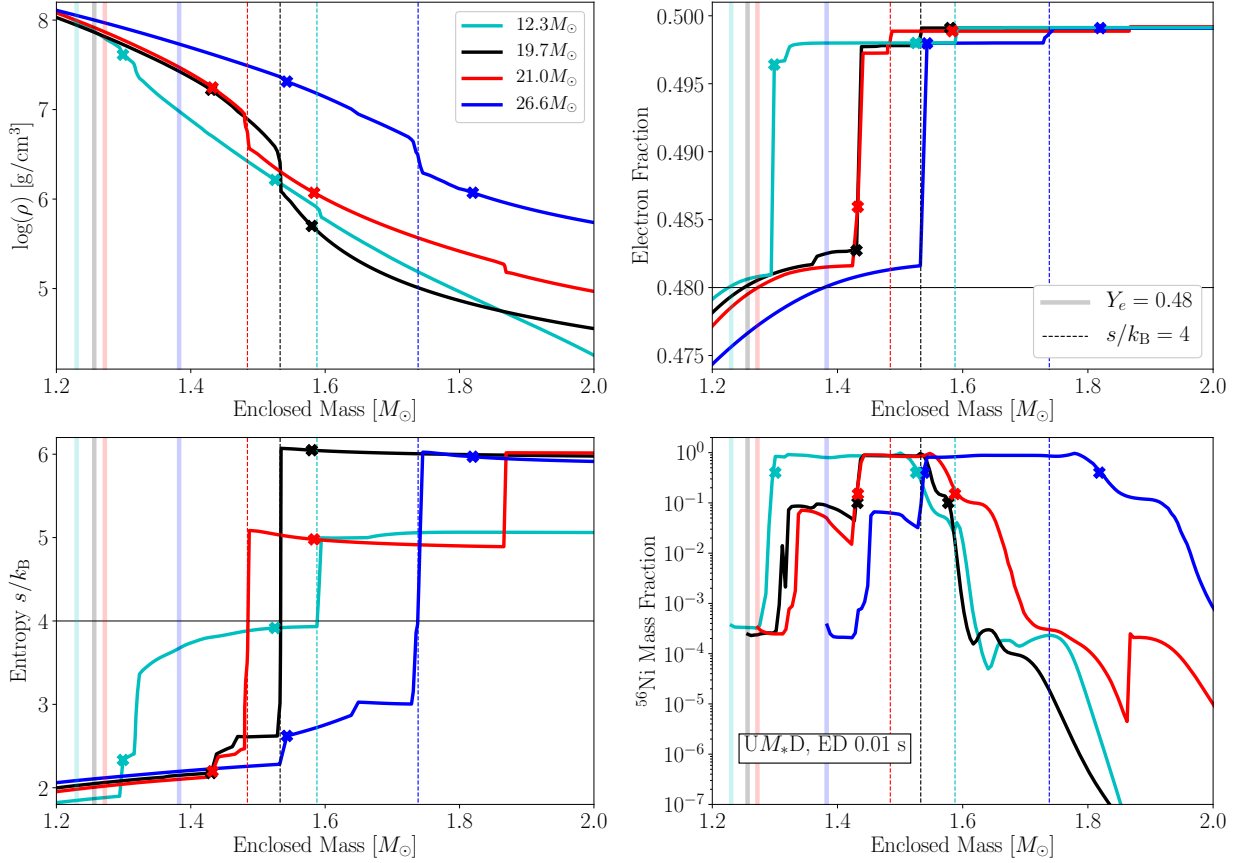 8
7
6
5
log(ρ) [g/cm³]
1.2 1.4 1.6 1.8 2.0
Enclosed Mass [M⊙]
12.3M⊙
19.7M⊙
21.0M⊙
26.6M⊙
0.500
0.495
0.490
0.485
0.480
0.475
Electron Fraction
1.2 1.4 1.6 1.8 2.0
Enclosed Mass [M⊙]
Yₑ = 0.48
s/k_B = 4
6
5
4
3
2
Entropy s/k_B
1.2 1.4 1.6 1.8 2.0
Enclosed Mass [M⊙]
10⁰
10⁻¹
10⁻²
10⁻³
10⁻⁴
10⁻⁵
10⁻⁶
10⁻⁷
⁵⁶Ni Mass Fraction
UM_*D, ED 0.01 s
1.2 1.4 1.6 1.8 2.0
Enclosed Mass [M⊙]